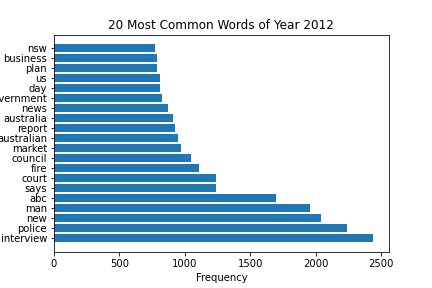 20 Most Common Words of Year 2012
nsw
business
plan
us
day
vernment
news
australia
report
australian
market
council
fire
court
says
abc
man
new
police
interview
0 500 1000 1500 2000 2500
Frequency